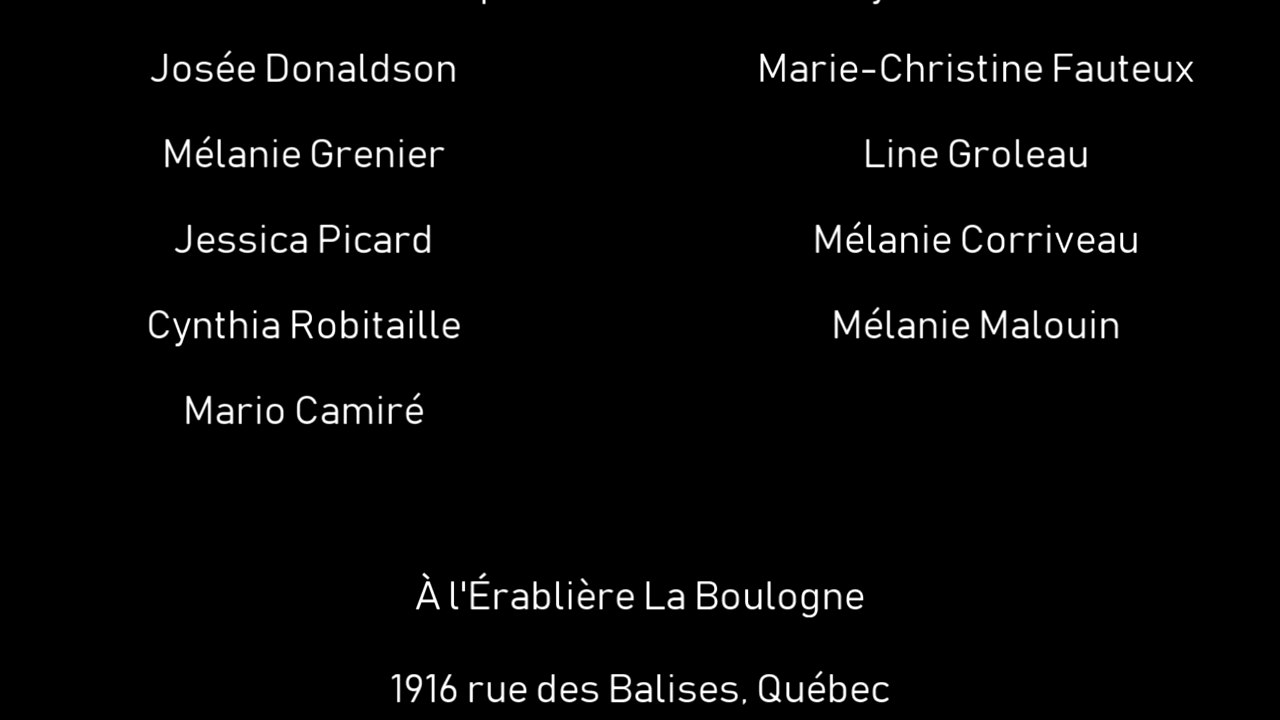 Josée Donaldson
Marie-Christine Fauteux
Mélanie Grenier
Line Groleau
Jessica Picard
Mélanie Corriveau
Cynthia Robitaille
Mélanie Malouin
Mario Camiré
À l'Érablière La Boulogne
1916 rue des Balises, Québec